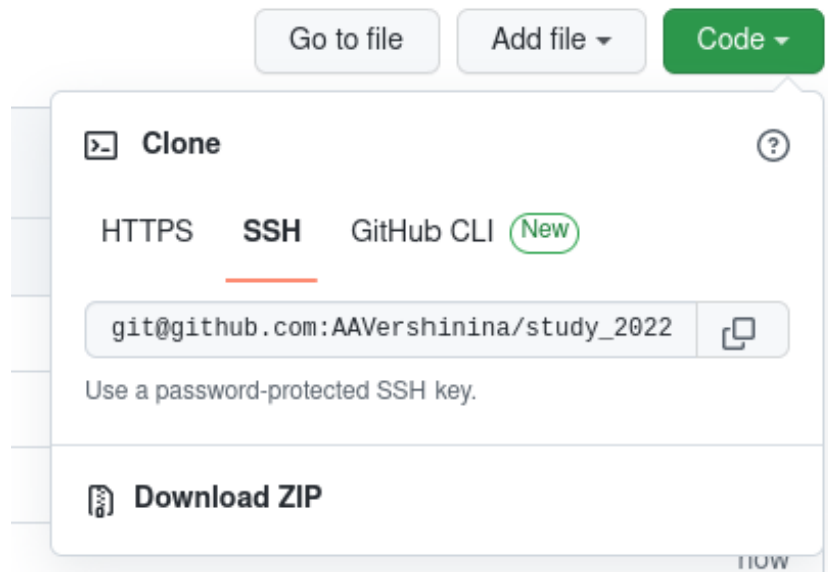 Go to file Add file Code
Clone
HTTPS SSH GitHub CLI New
git@github.com:AAVershinina/study_2022
Use a password-protected SSH key.
Download ZIP
now